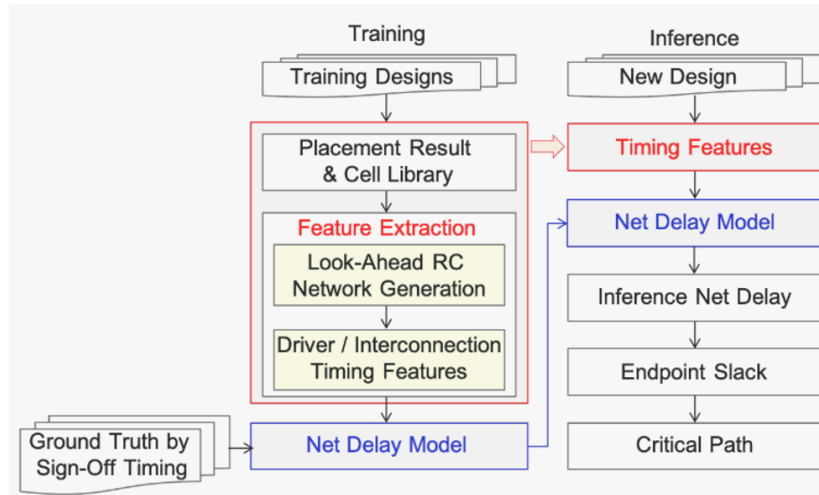 Training
Training Designs
Placement Result
& Cell Library
Feature Extraction
Look-Ahead RC
Network Generation
Driver / Interconnection
Timing Features
Ground Truth by
Sign-Off Timing
Net Delay Model
Inference
New Design
Timing Features
Net Delay Model
Inference Net Delay
Endpoint Slack
Critical Path